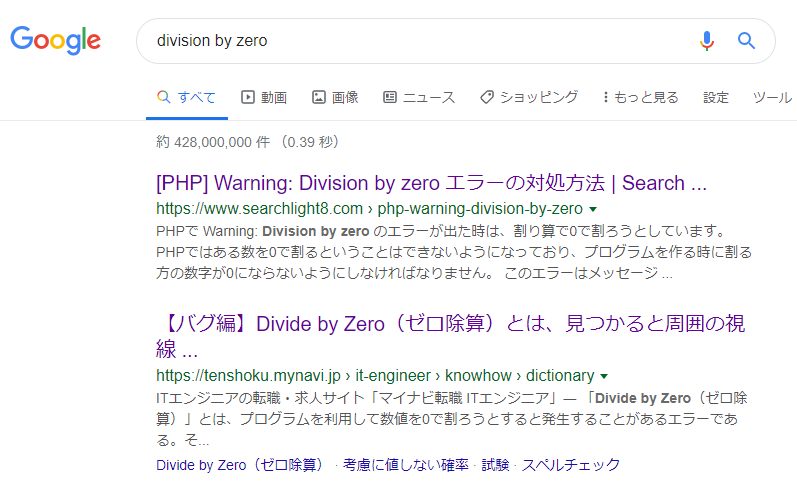 Google
division by zero
すべて 動画 画像 ニュース ショッピング もっと見る 設定 ツール
約 428,000,000 件 （0.39 秒）
[PHP] Warning: Division by zero エラーの対処方法 | Search ...
https://www.searchlight8.com › php-warning-division-by-zero
PHPで Warning: Division by zero のエラーが出た時は、割り算で0で割ろうとしています。
PHPではある数を0で割るということはできないようになっており、プログラムを作る時に割る
方の数字が0にならないようにしなければなりません。 このエラーはメッセージ ...
【バグ編】Divide by Zero（ゼロ除算）とは、見つかると周囲の視
線 ...
https://tenshoku.mynavi.jp › it-engineer › knowhow › dictionary
ITエンジニアの転職・求人サイト「マイナビ転職 ITエンジニア」― 「Divide by Zero（ゼロ除
算）」とは、プログラムを利用して数値を0で割ろうとすると発生することがあるエラーであ
る。そ...
Divide by Zero（ゼロ除算） · 考慮に値しない確率 · 試験 · スペルチェック